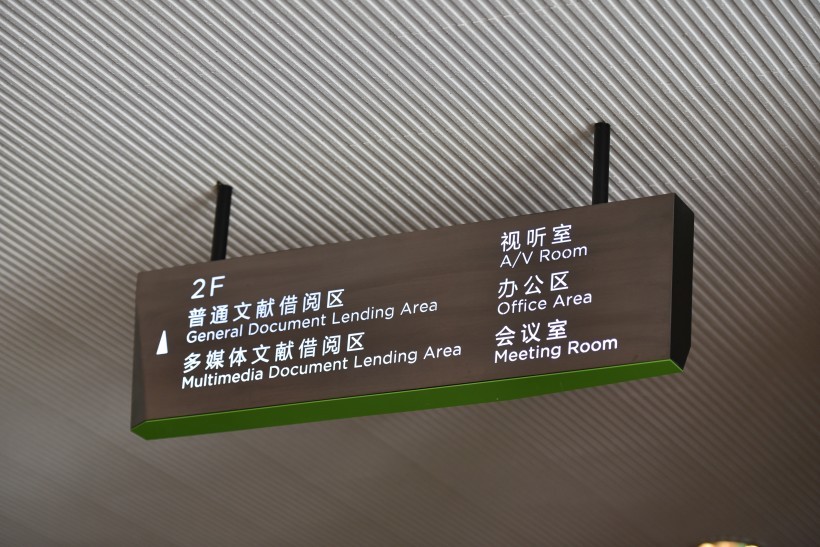 2F
普通文献借阅区
General Document Lending Area
多媒体文献借阅区
Multimedia Document Lending Area
视听室
A/V Room
办公区
Office Area
会议室
Meeting Room